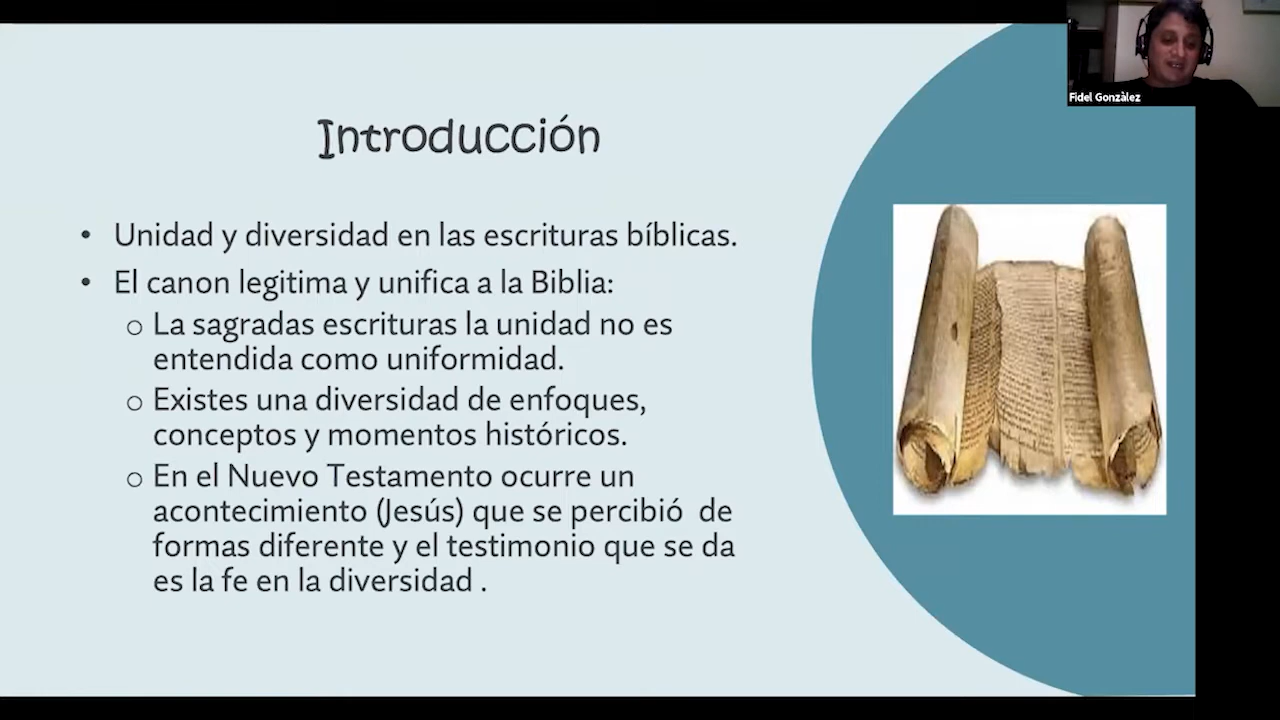 Introducción
• Unidad y diversidad en las escrituras bíblicas.
• El canon legitima y unifica a la Biblia:
o La sagradas escrituras la unidad no es
entendida como uniformidad.
o Existes una diversidad de enfoques,
conceptos y momentos históricos.
o En el Nuevo Testamento ocurre un
acontecimiento (Jesús) que se percibió  de
formas diferente y el testimonio que se da
es la fe en la diversidad .
Fidel Gonzàlez